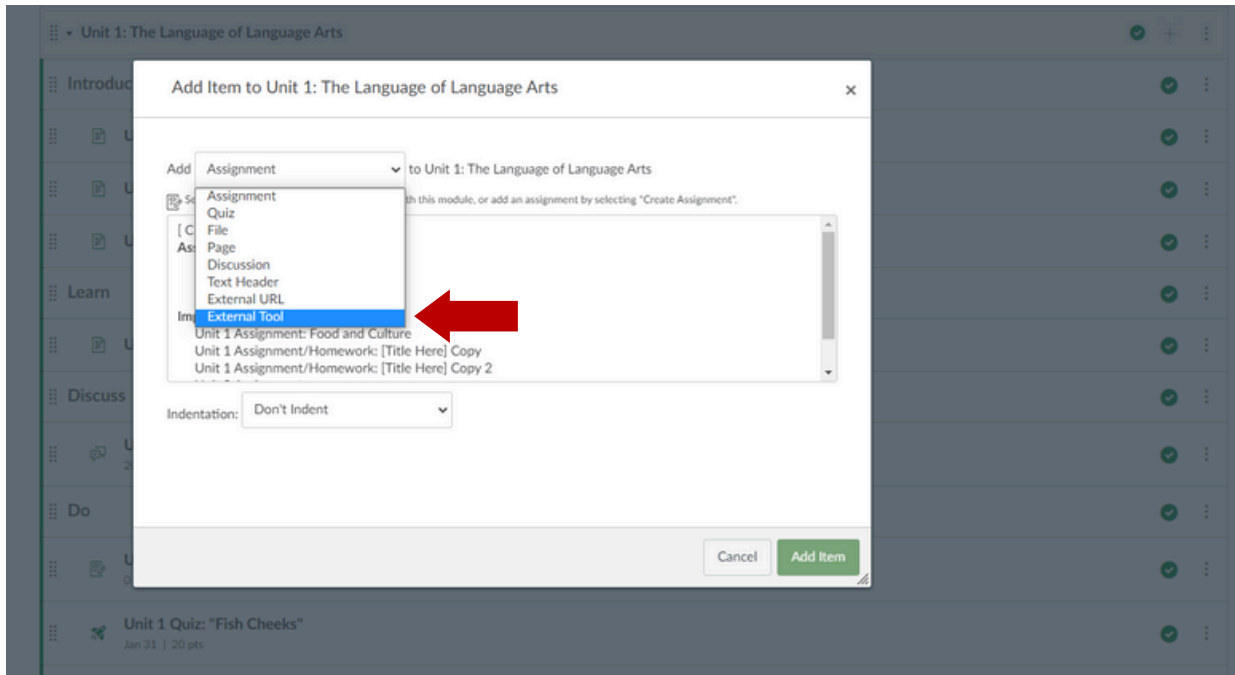 Unit 1: The Language of Language Arts
Introduc
Add Item to Unit 1: The Language of Language Arts
Add Assignment to Unit 1: The Language of Language Arts
th this module, or add an assignment by selecting "Create Assignment".
Assignment
Quiz
File
Page
Discussion
Text Header
External URL
External Tool
[ C
Ass
Im
Unit 1 Assignment: Food and Culture
Unit 1 Assignment/Homework: [Title Here] Copy
Unit 1 Assignment/Homework: [Title Here] Copy 2
Indentation: Don't Indent
Cancel Add Item
Learn
Discuss
Do
Unit 1 Quiz: "Fish Cheeks"
Jan 31 | 20 pts